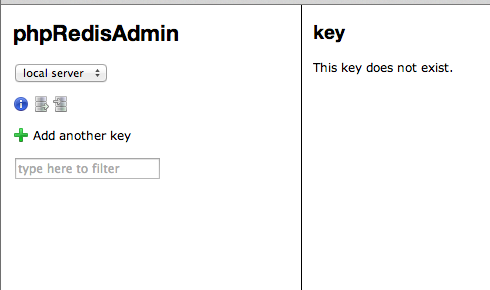 phpRedisAdmin
local server
Add another key
type here to filter
key
This key does not exist.